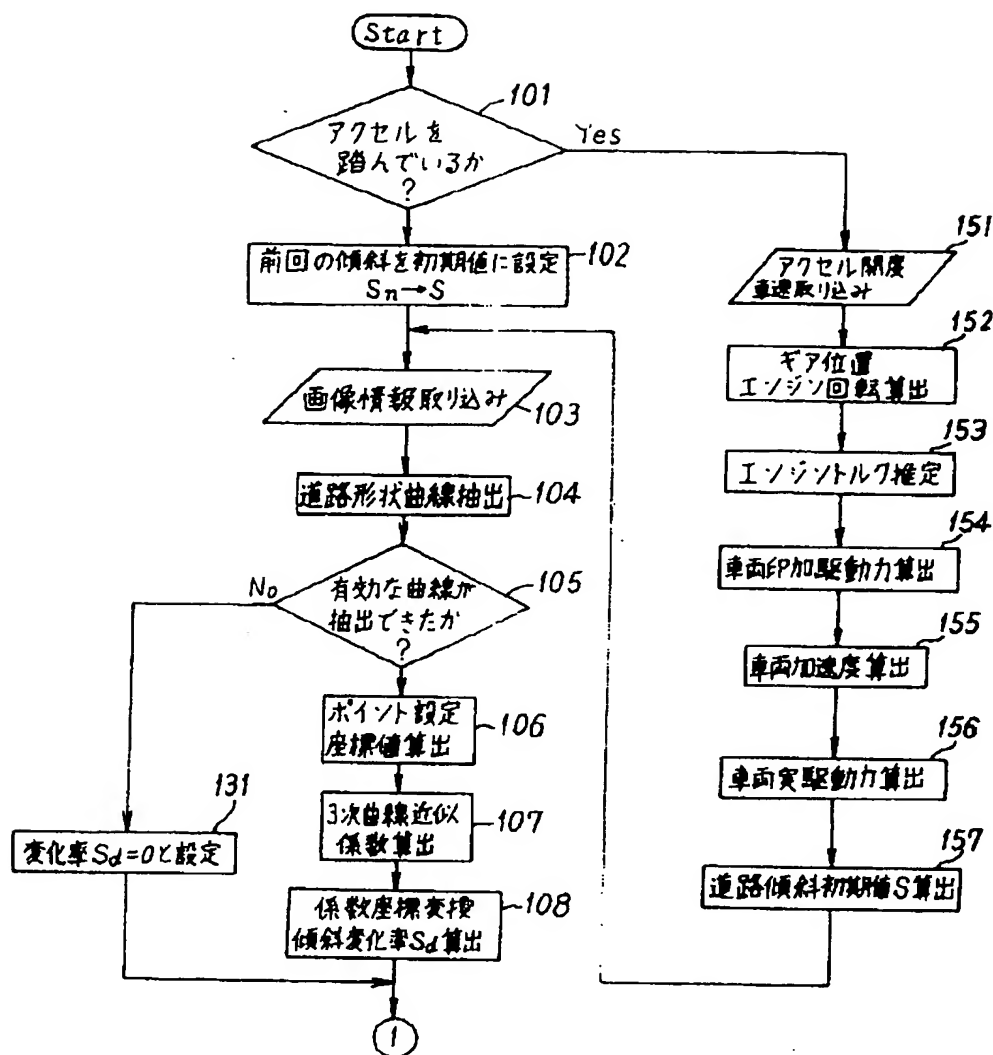 Start
101
アクセルを
踏んでいるか
?
Yes
前回の傾斜を初期値に設定
Sn→S
102
画像情報取り込み
103
道路形状曲線抽出
104
有効な曲線が
抽出できたか
?
105
No
ポイント設定
座標値算出
106
3次曲線近似
係数算出
107
係数座標変換
傾斜変化率Sd算出
108
131
変化率Sd=0と設定
1
151
アクセル開度
車速取り込み
152
ギア位置
エンジン回転算出
153
エンジントルク推定
154
車両印加駆動力算出
155
車両加速度算出
156
車両実駆動力算出
157
道路傾斜初期値S算出